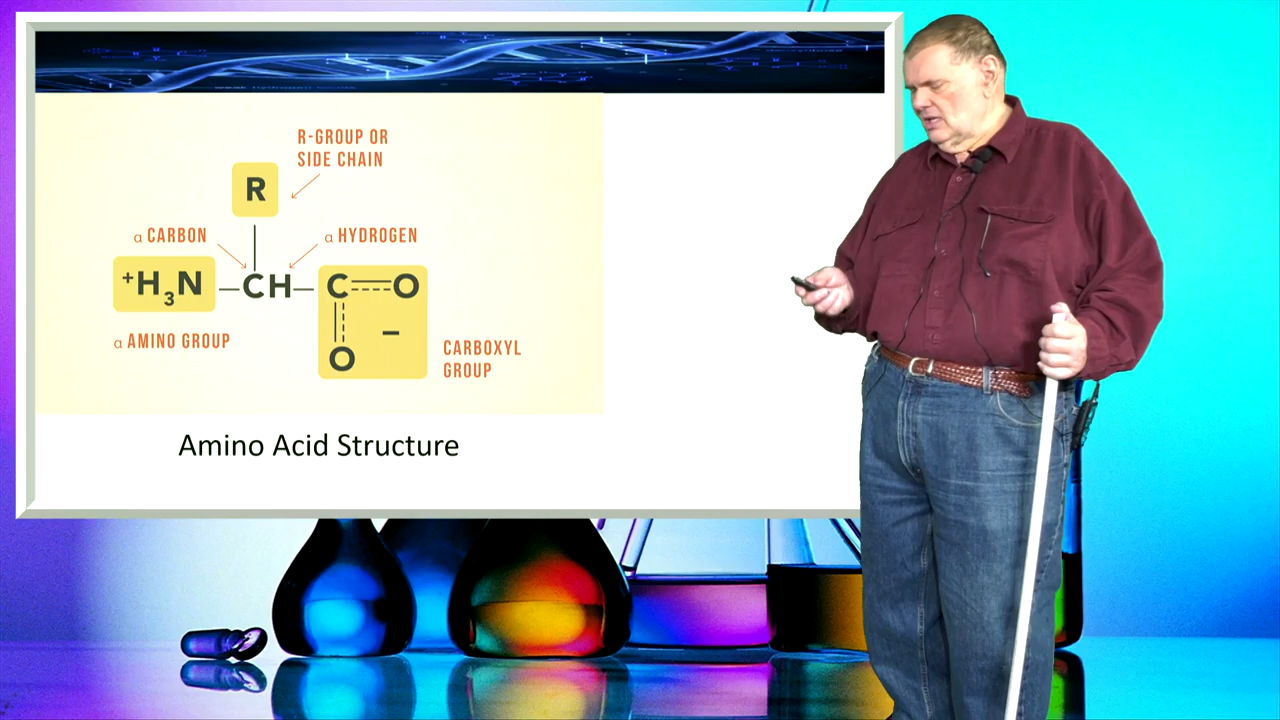 R-GROUP OR
SIDE CHAIN
R
α CARBON
α HYDROGEN
⁺H₃N
CH
C
O
−
O
α AMINO GROUP
CARBOXYL
GROUP
Amino Acid Structure